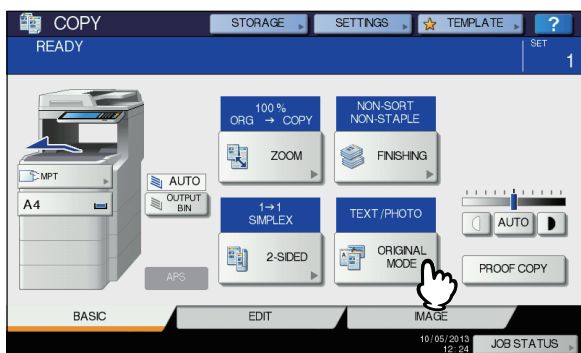 COPY
STORAGE
SETTINGS
TEMPLATE
?
READY
SET
1
100 %
ORG → COPY
NON-SORT
NON-STAPLE
ZOOM
FINISHING
MPT
A4
AUTO
OUTPUT
BIN
1→1
SIMPLEX
TEXT/PHOTO
2-SIDED
ORIGINAL
MODE
AUTO
APS
PROOF COPY
BASIC
EDIT
IMAGE
10/05/2013
12:24
JOB STATUS